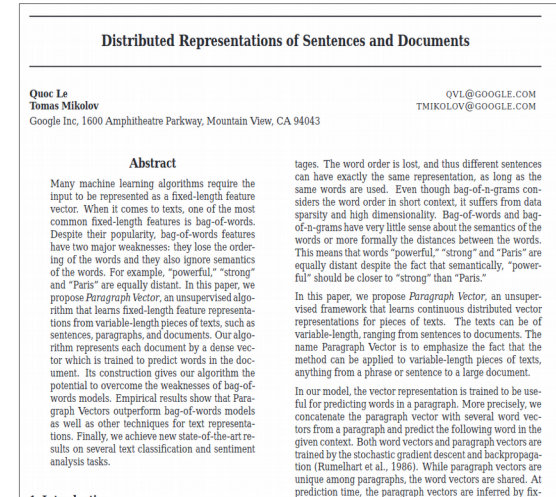 Distributed Representations of Sentences and Documents
Quoc Le QVL@GOOGLE.COM
Tomas Mikolov TMIKOLOV@GOOGLE.COM
Google Inc, 1600 Amphitheatre Parkway, Mountain View, CA 94043
Abstract
Many machine learning algorithms require the
input to be represented as a fixed-length feature
vector. When it comes to texts, one of the most
common fixed-length features is bag-of-words.
Despite their popularity, bag-of-words features
have two major weaknesses: they lose the order-
ing of the words and they also ignore semantics
of the words. For example, “powerful,” “strong”
and “Paris” are equally distant. In this paper, we
propose Paragraph Vector, an unsupervised algo-
rithm that learns fixed-length feature representa-
tions from variable-length pieces of texts, such as
sentences, paragraphs, and documents. Our algo-
rithm represents each document by a dense vec-
tor which is trained to predict words in the doc-
ument. Its construction gives our algorithm the
potential to overcome the weaknesses of bag-of-
words models. Empirical results show that Para-
graph Vectors outperform bag-of-words models
as well as other techniques for text representa-
tions. Finally, we achieve new state-of-the-art re-
sults on several text classification and sentiment
analysis tasks.
tages. The word order is lost, and thus different sentences
can have exactly the same representation, as long as the
same words are used. Even though bag-of-n-grams con-
siders the word order in short context, it suffers from data
sparsity and high dimensionality. Bag-of-words and bag-
of-n-grams have very little sense about the semantics of the
words or more formally the distances between the words.
This means that words “powerful,” “strong” and “Paris” are
equally distant despite the fact that semantically, “power-
ful” should be closer to “strong” than “Paris.”
In this paper, we propose Paragraph Vector, an unsuper-
vised framework that learns continuous distributed vector
representations for pieces of texts. The texts can be of
variable-length, ranging from sentences to documents. The
name Paragraph Vector is to emphasize the fact that the
method can be applied to variable-length pieces of texts,
anything from a phrase or sentence to a large document.
In our model, the vector representation is trained to be use-
ful for predicting words in a paragraph. More precisely, we
concatenate the paragraph vector with several word vec-
tors from a paragraph and predict the following word in the
given context. Both word vectors and paragraph vectors are
trained by the stochastic gradient descent and backpropaga-
tion (Rumelhart et al., 1986). While paragraph vectors are
unique among paragraphs, the word vectors are shared. At
prediction time, the paragraph vectors are inferred by fix-